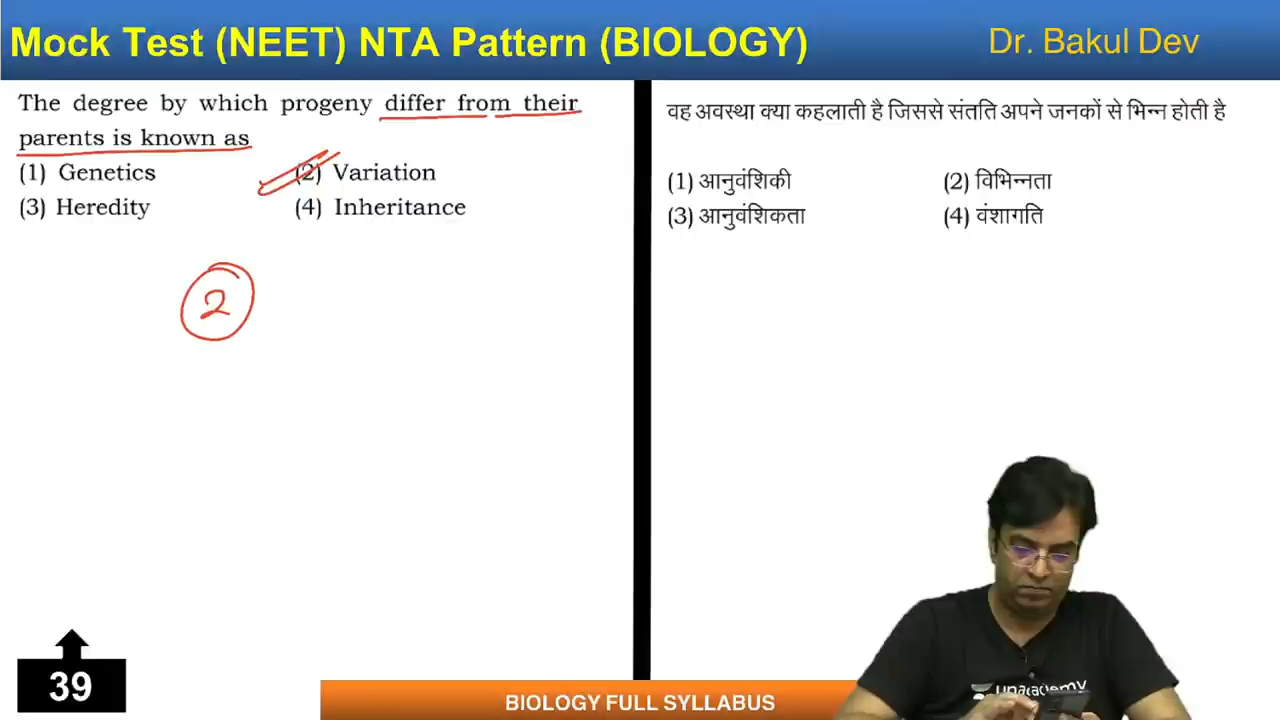 Mock Test (NEET) NTA Pattern (BIOLOGY)
Dr. Bakul Dev
The degree by which progeny differ from their
parents is known as
(1) Genetics (2) Variation
(3) Heredity (4) Inheritance
2
वह अवस्था क्या कहलाती है जिससे संतति अपने जनकों से भिन्न होती है
(1) आनुवंशिकी (2) विभिन्नता
(3) आनुवंशिकता (4) वंशागति
39
BIOLOGY FULL SYLLABUS
unacademy